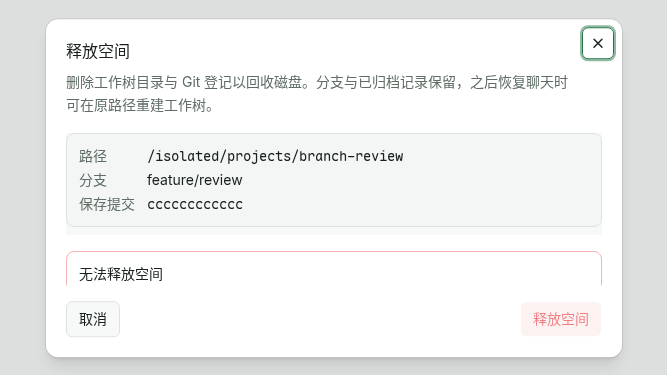 释放空间
删除工作树目录与 Git 登记以回收磁盘。分支与已归档记录保留，之后恢复聊天时
可在原路径重建工作树。
路径 /isolated/projects/branch-review
分支 feature/review
保存提交 cccccccccccc
无法释放空间
取消 释放空间